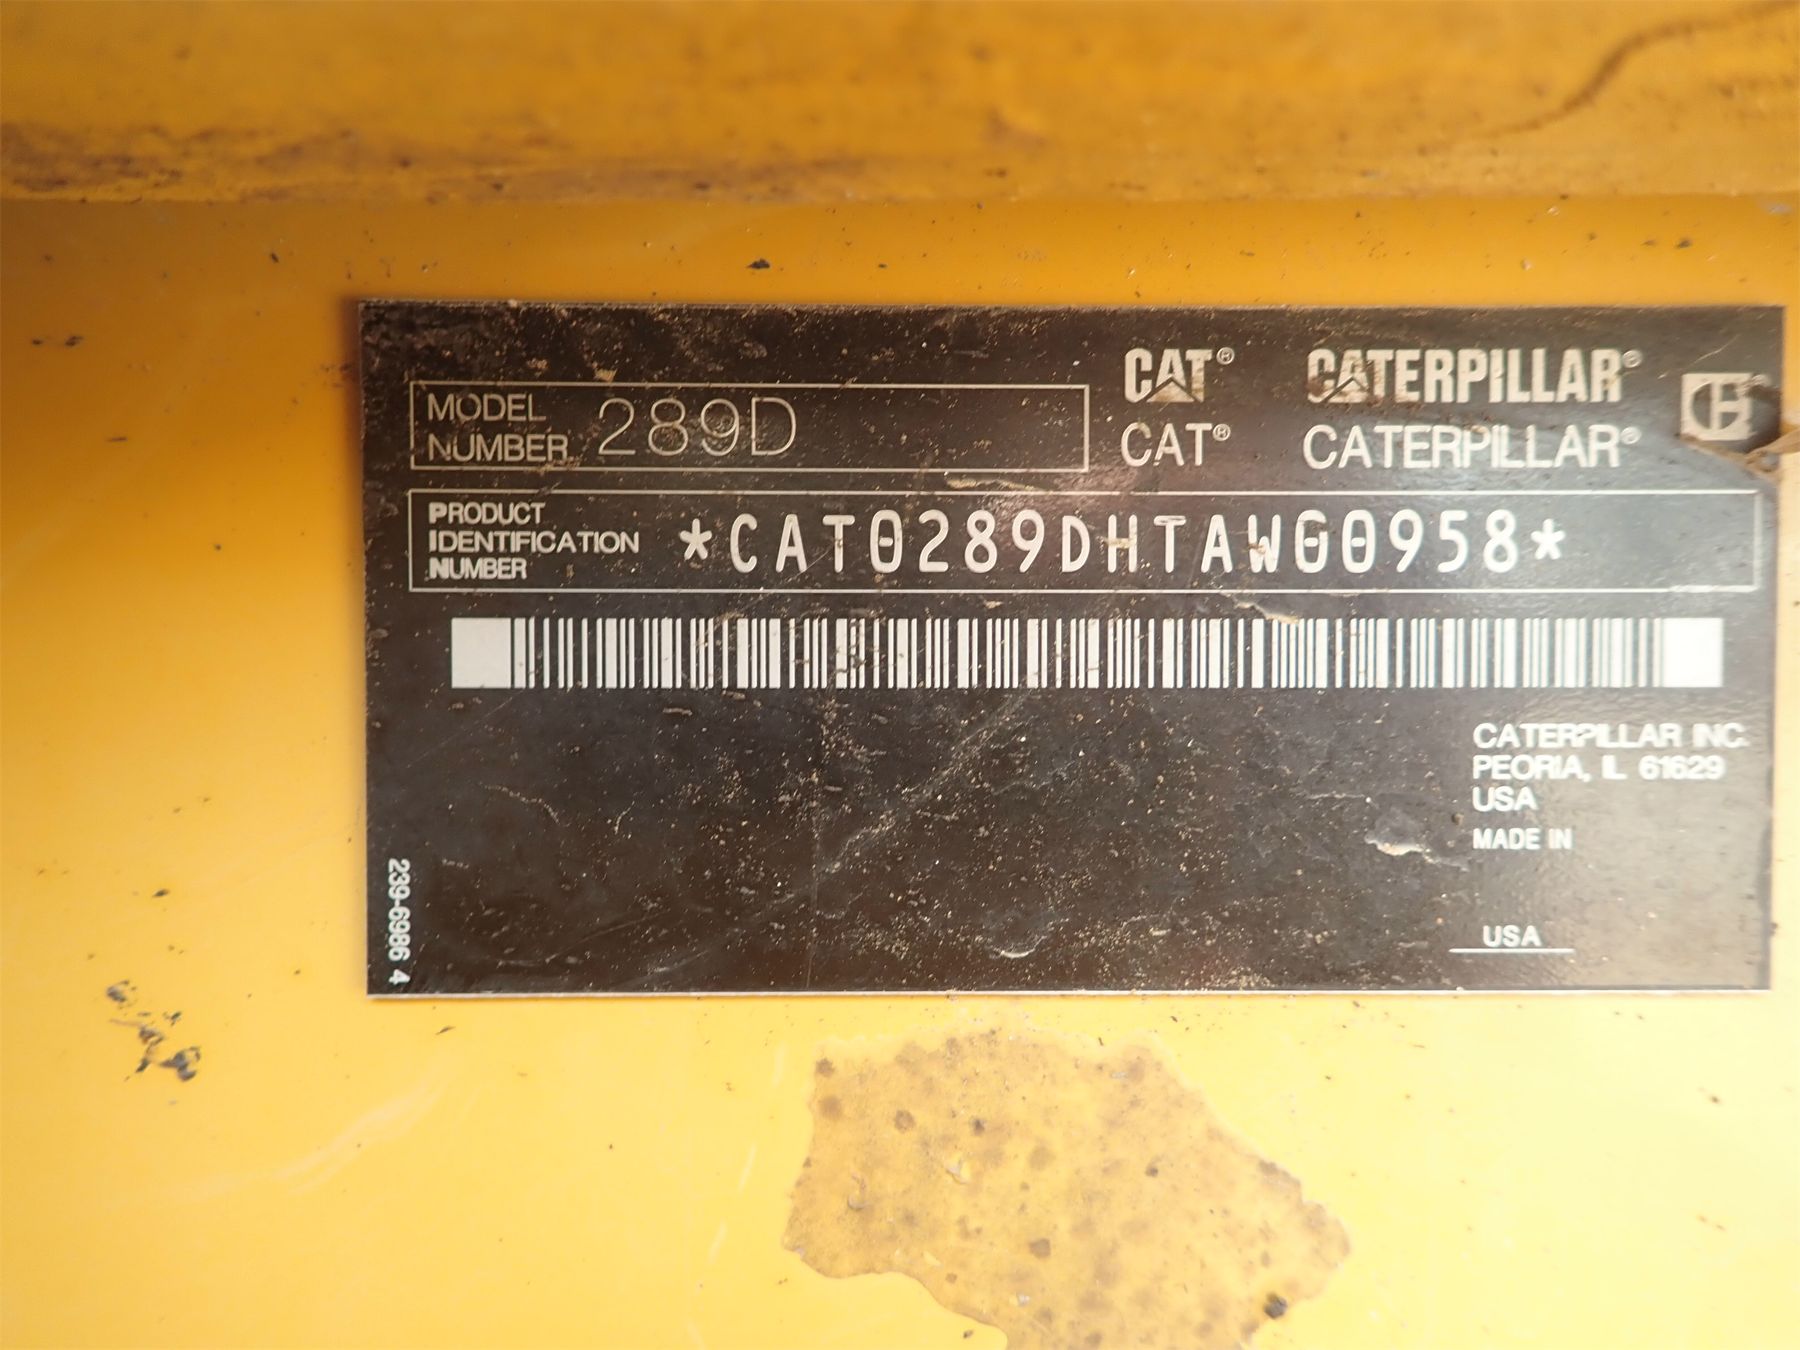 CAT® CATERPILLAR®
CAT® CATERPILLAR®
MODEL
NUMBER 289D
PRODUCT
IDENTIFICATION
NUMBER
*CAT0289DHTAW00958*
CATERPILLAR INC.
PEORIA, IL 61629
USA
MADE IN
USA
239-6986 4